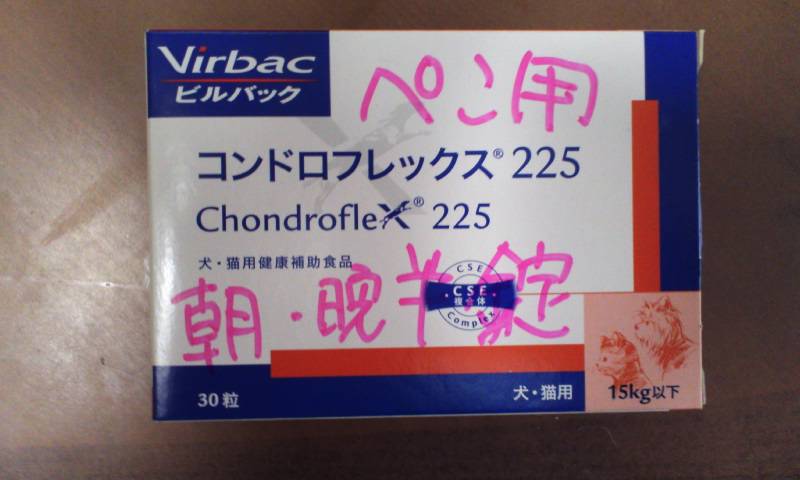 Virbac
ビルバック
ぺこ用
コンドロフレックス® 225
Chondroflex® 225
犬・猫用健康補助食品
朝・晩半錠
CSE
CSE
複合体
Complex
30粒
犬・猫用
15kg以下